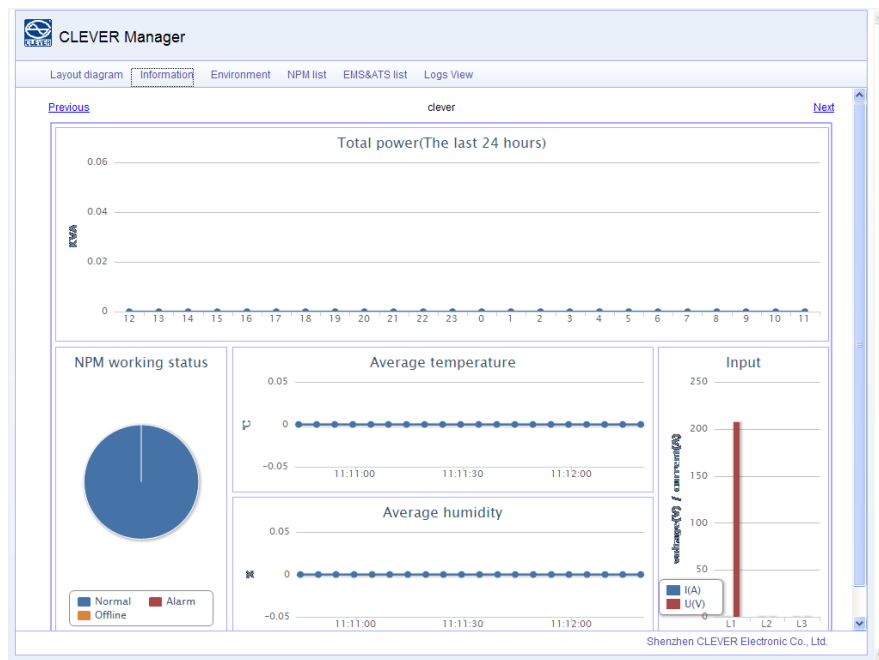 CLEVER
CLEVER Manager
Layout diagram Information Environment NPM list EMS&ATS list Logs View
Previous clever Next
Total power(The last 24 hours)
0.06
0.04
KVA
0.02
0
12 13 14 15 16 17 18 19 20 21 22 23 0 1 2 3 4 5 6 7 8 9 10 11
NPM working status
Normal Alarm
Offline
Average temperature
0.05
℃ 0
-0.05
11:11:00 11:11:30 11:12:00
Average humidity
0.05
% 0
-0.05
11:11:00 11:11:30 11:12:00
Input
250
200
150
100
50
0
voltage(V) / current(A)
I(A)
U(V)
L1 L2 L3
Shenzhen CLEVER Electronic Co., Ltd.